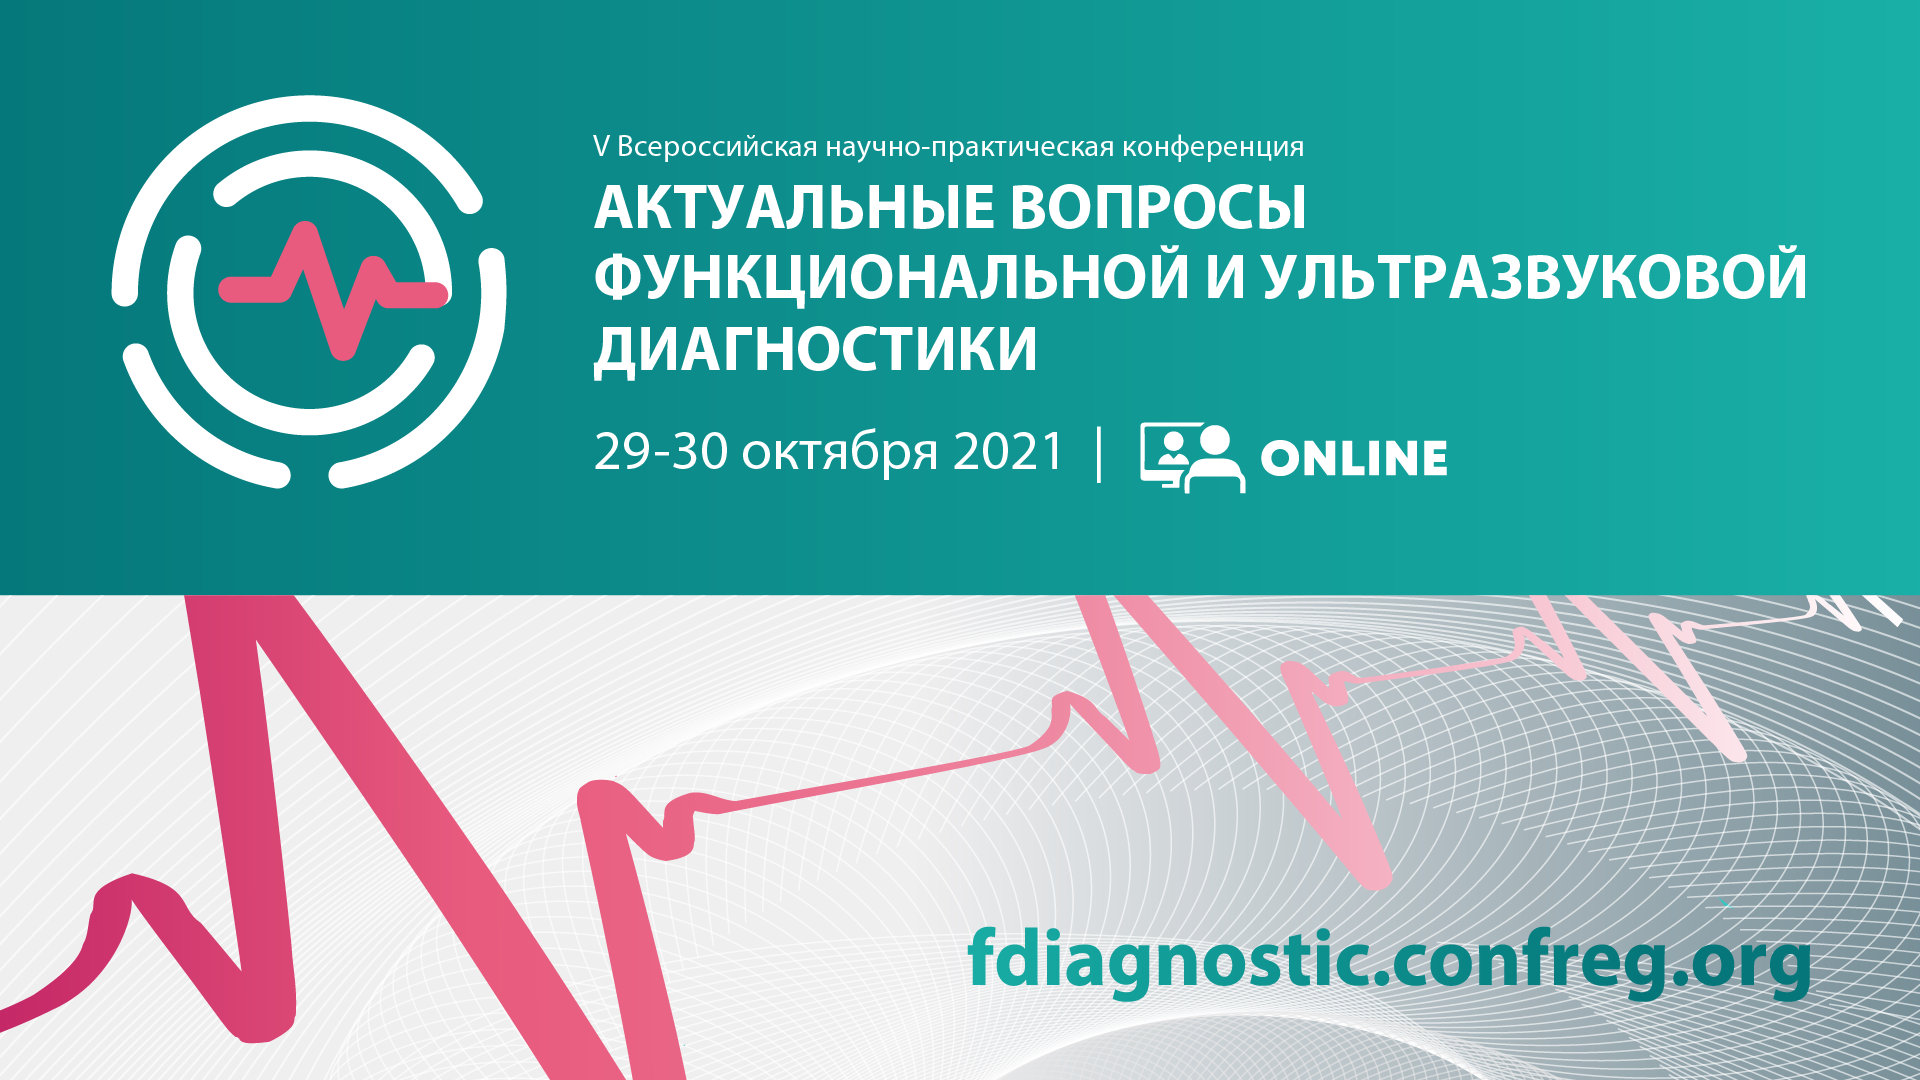 V Всероссийская научно-практическая конференция
АКТУАЛЬНЫЕ ВОПРОСЫ
ФУНКЦИОНАЛЬНОЙ И УЛЬТРАЗВУКОВОЙ
ДИАГНОСТИКИ
29-30 октября 2021 | ONLINE
fdiagnostic.confreg.org